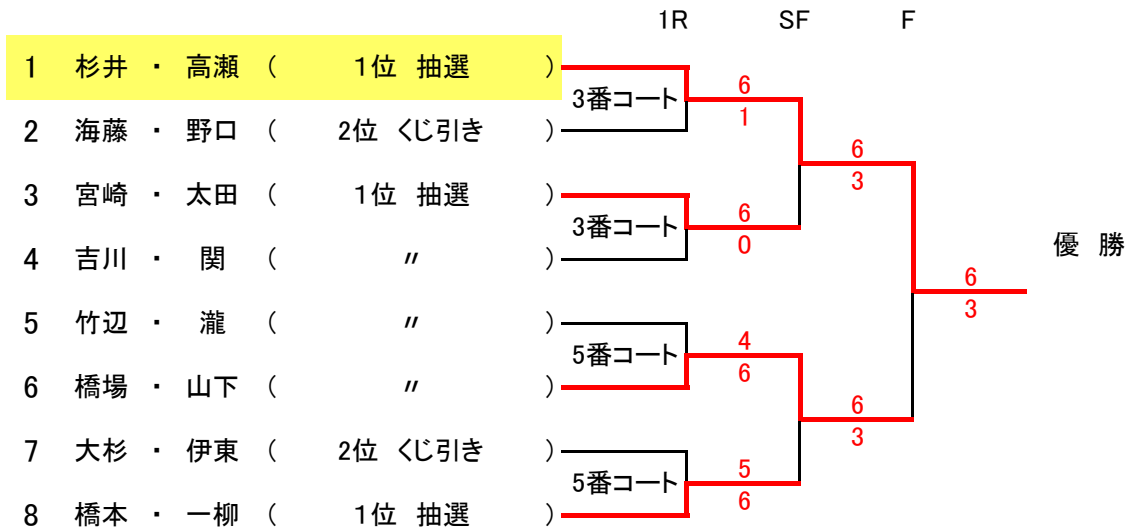 1R SF F
1 杉井 ・ 高瀬 ( 1位 抽選 )
3番コート 6
1
2 海藤 ・ 野口 ( 2位 くじ引き )
6
3
3 宮崎 ・ 太田 ( 1位 抽選 )
3番コート 6
0
4 吉川 ・ 関 ( 〃 )
優 勝
6
3
5 竹辺 ・ 瀧 ( 〃 )
5番コート 4
6
6 橋場 ・ 山下 ( 〃 )
6
3
7 大杉 ・ 伊東 ( 2位 くじ引き )
5番コート 5
6
8 橋本 ・ 一柳 ( 1位 抽選 )